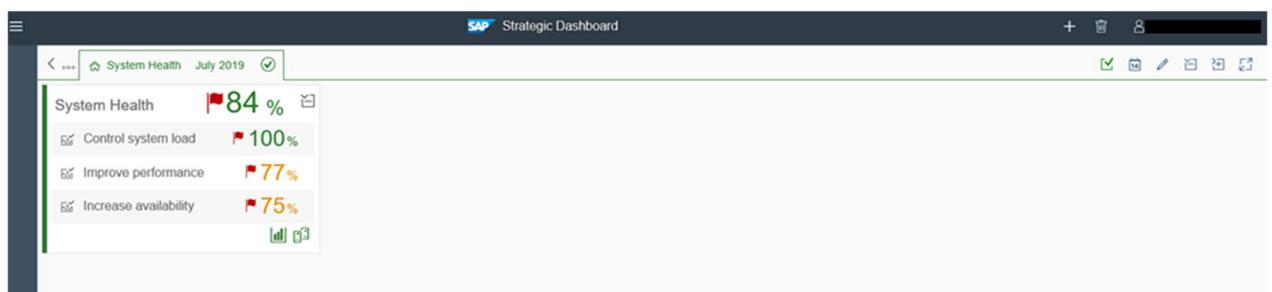 SAP Strategic Dashboard
System Health July 2019
14
System Health 84 %
Control system load 100%
Improve performance 77%
Increase availability 75%